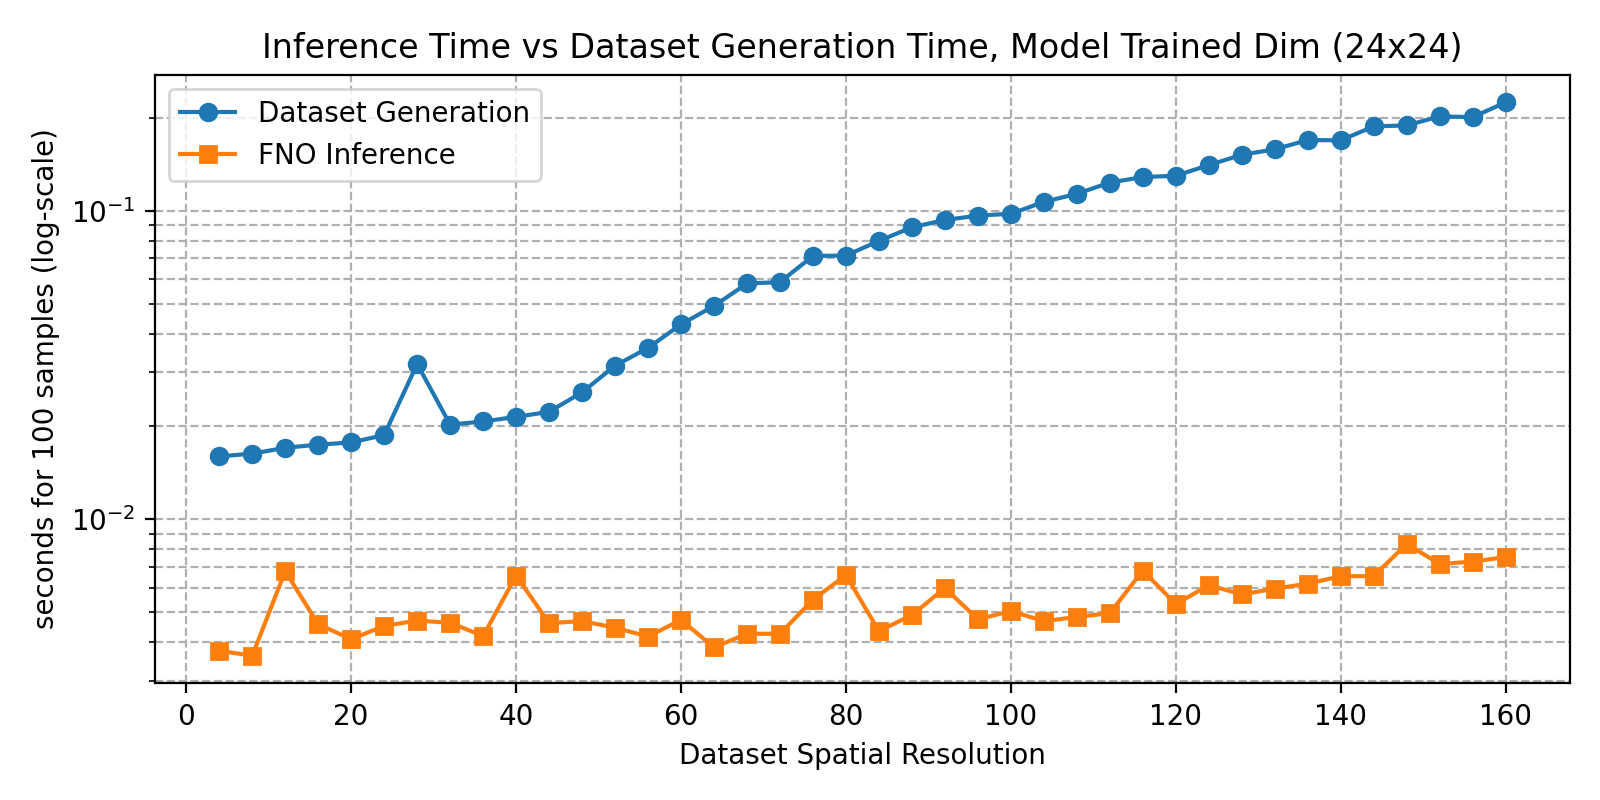 Inference Time vs Dataset Generation Time, Model Trained Dim (24x24)
Dataset Generation
FNO Inference
seconds for 100 samples (log-scale)
10⁻¹
10⁻²
0 20 40 60 80 100 120 140 160
Dataset Spatial Resolution